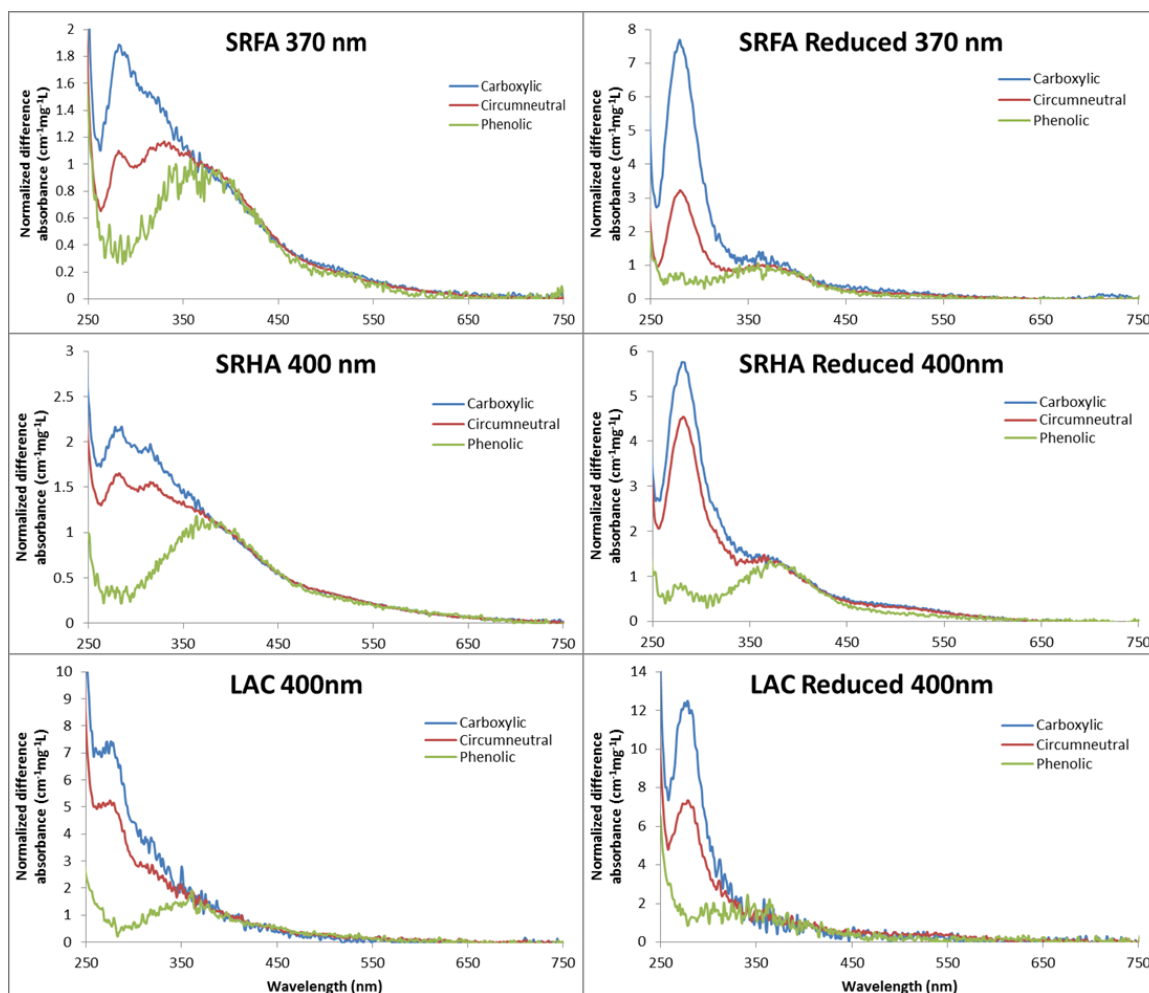 SRFA 370 nm
Normalized difference
absorbance (cm⁻¹mg⁻¹L)
2
1.8
1.6
1.4
1.2
1
0.8
0.6
0.4
0.2
0
Carboxylic
Circumneutral
Phenolic
250 350 450 550 650 750
SRFA Reduced 370 nm
Normalized difference
absorbance (cm⁻¹mg⁻¹L)
8
7
6
5
4
3
2
1
0
Carboxylic
Circumneutral
Phenolic
250 350 450 550 650 750
SRHA 400 nm
Normalized difference
absorbance (cm⁻¹mg⁻¹L)
3
2.5
2
1.5
1
0.5
0
Carboxylic
Circumneutral
Phenolic
250 350 450 550 650 750
SRHA Reduced 400nm
Normalized difference
absorbance (cm⁻¹mg⁻¹L)
6
5
4
3
2
1
0
Carboxylic
Circumneutral
Phenolic
250 350 450 550 650 750
LAC 400nm
Normalized difference
absorbance (cm⁻¹mg⁻¹L)
10
9
8
7
6
5
4
3
2
1
0
Carboxylic
Circumneutral
Phenolic
250 350 450 550 650 750
Wavelength (nm)
LAC Reduced 400nm
Normalized difference
absorbance (cm⁻¹mg⁻¹L)
14
12
10
8
6
4
2
0
Carboxylic
Circumneutral
Phenolic
250 350 450 550 650 750
Wavelength (nm)